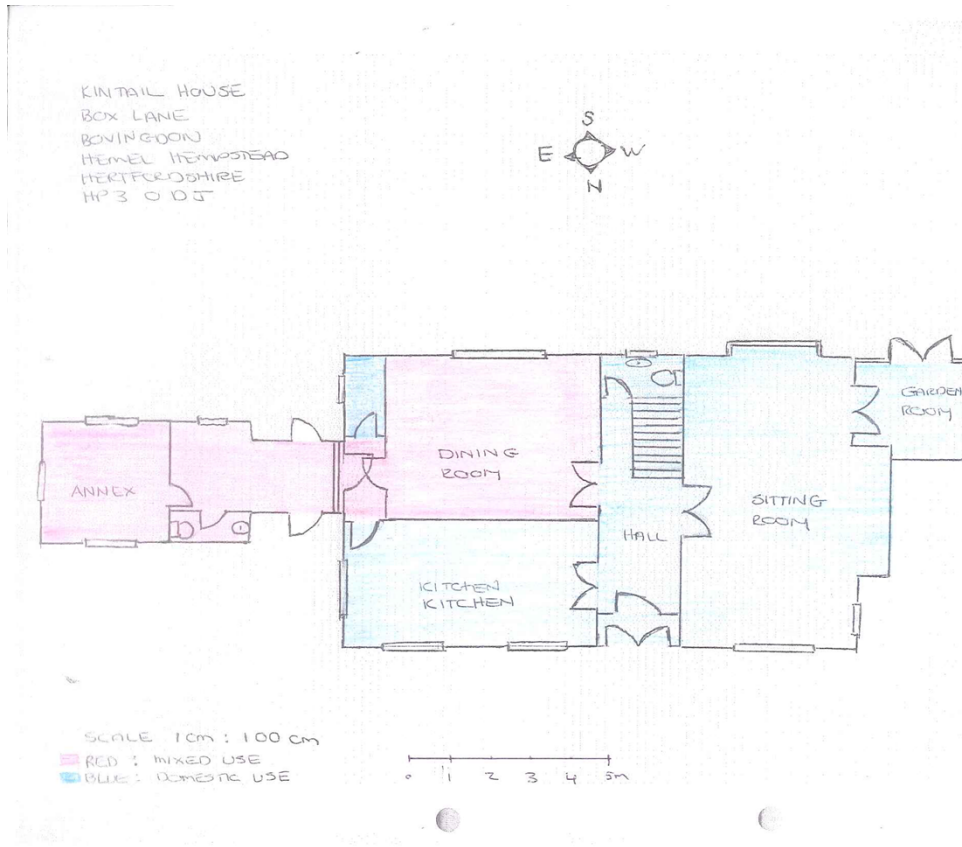 KINTAIL HOUSE
BOX LANE
BOVINGDON
HEMEL HEMPSTEAD
HERTFORDSHIRE
HP3 0DJ
S
E W
N
GARDEN
ROOM
DINING
ROOM
ANNEX
SITTING
ROOM
HALL
KITCHEN
KITCHEN
SCALE 1cm : 100 cm
RED : MIXED USE
BLUE : DOMESTIC USE
0 1 2 3 4 5m